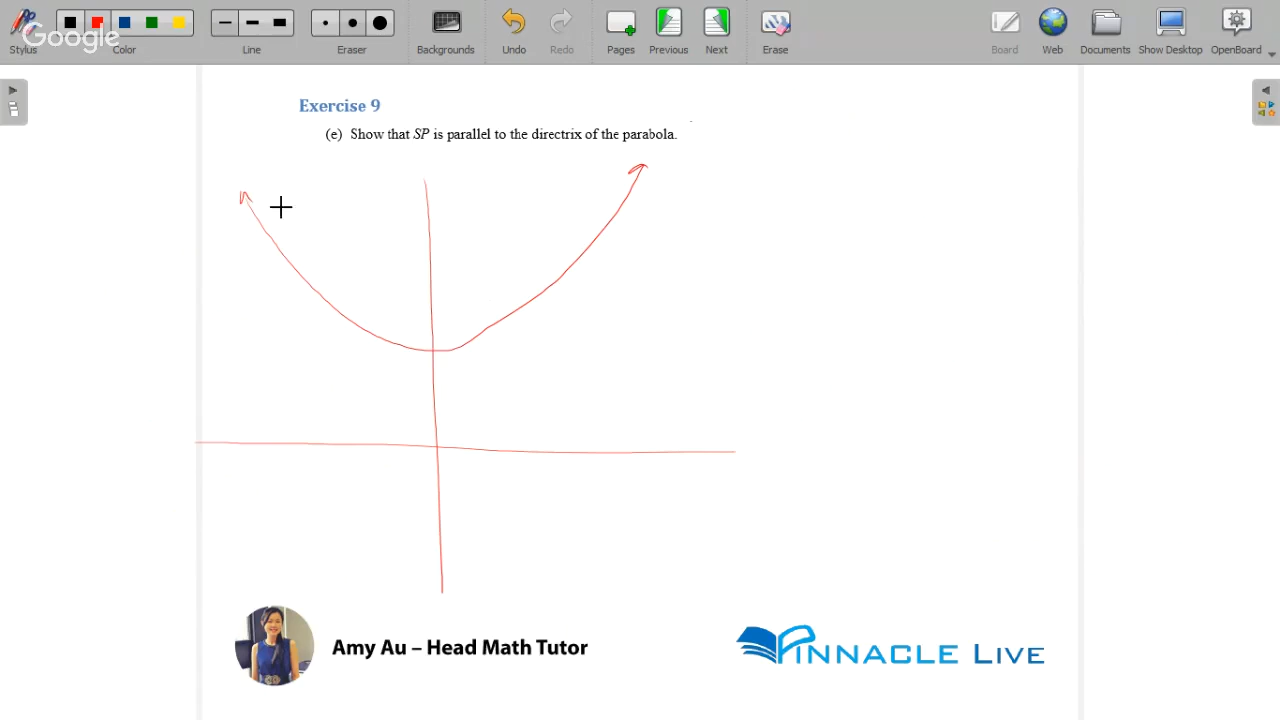 Google
Stylus
Color
Line
Eraser
Backgrounds
Undo
Redo
Pages
Previous
Next
Erase
Board
Web
Documents
Show Desktop
OpenBoard
Exercise 9
(e) Show that SP is parallel to the directrix of the parabola.
Amy Au – Head Math Tutor
PINNACLE LIVE